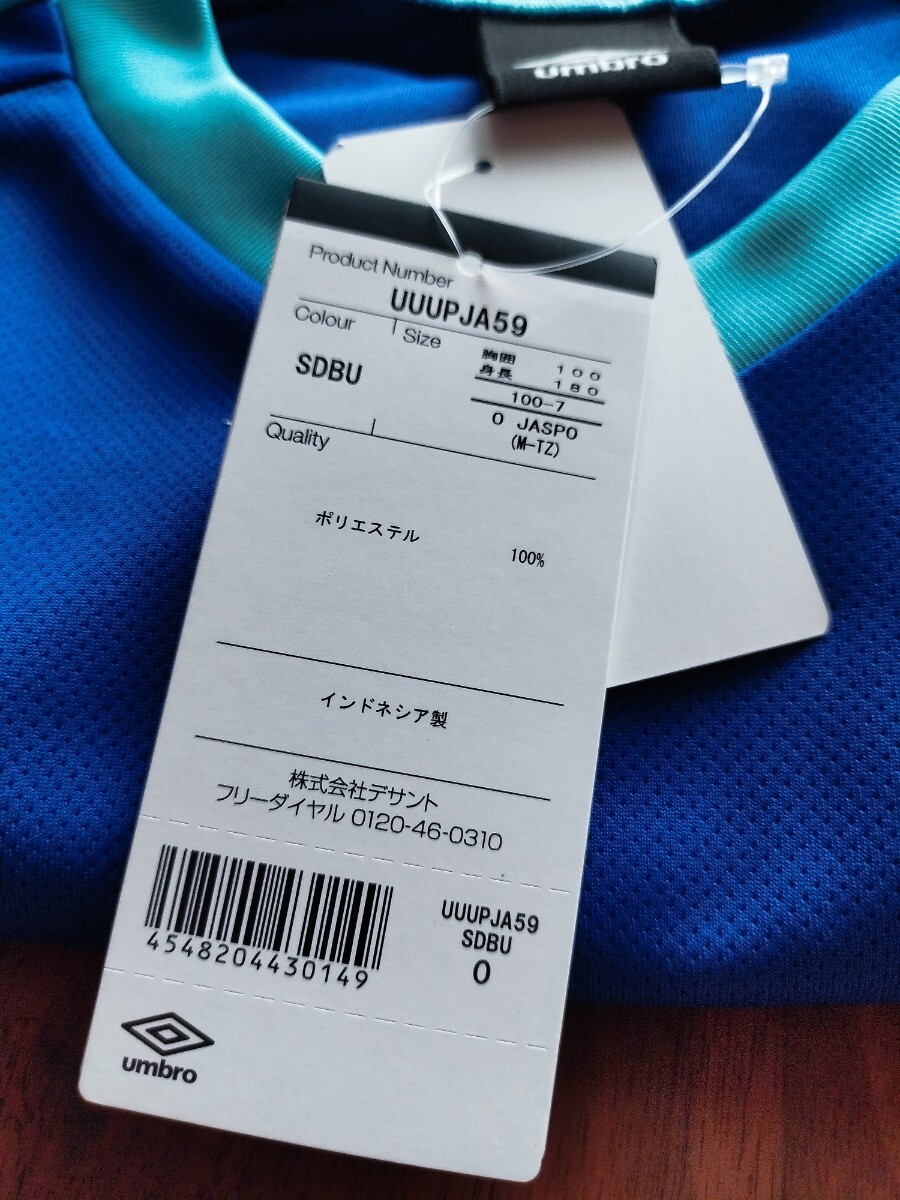 umbro
Product Number
UUUPJA59
Colour
Size
SDBU
胸囲 100
身長 180
100-7
O JASPO
(M-TZ)
Quality
ポリエステル
100%
インドネシア製
株式会社デサント
フリーダイヤル 0120-46-0310
4548204430149
UUUPJA59
SDBU
O
umbro